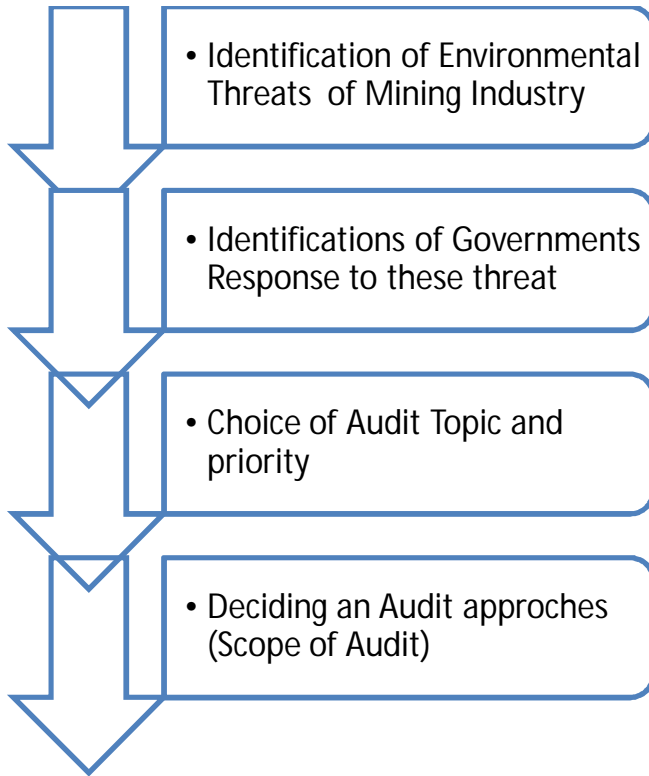 • Identification of Environmental
Threats of Mining Industry
• Identifications of Governments
Response to these threat
• Choice of Audit Topic and
priority
• Deciding an Audit approches
(Scope of Audit)